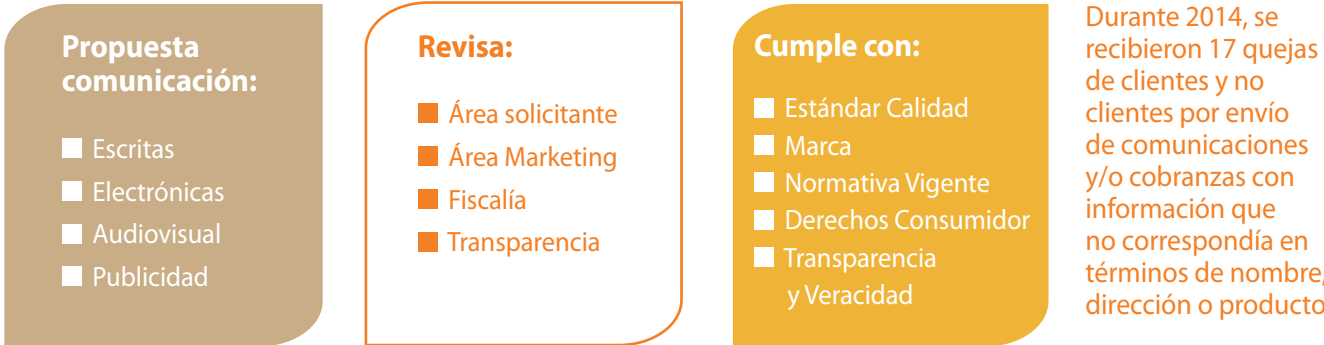 Propuesta
comunicación:
Escritas
Electrónicas
Audiovisual
Publicidad
Revisa:
Área solicitante
Área Marketing
Fiscalía
Transparencia
Cumple con:
Estándar Calidad
Marca
Normativa Vigente
Derechos Consumidor
Transparencia
y Veracidad
Durante 2014, se
recibieron 17 quejas
de clientes y no
clientes por envío
de comunicaciones
y/o cobranzas con
información que
no correspondía en
términos de nombre,
dirección o producto